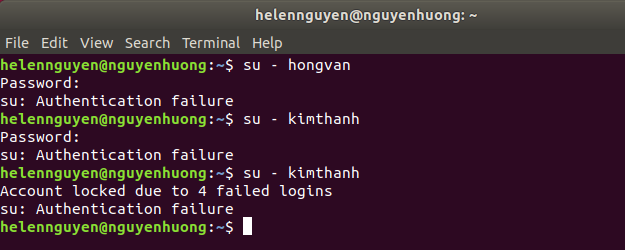 helennguyen@nguyenhuong: ~
File Edit View Search Terminal Help
helennguyen@nguyenhuong:~$ su - hongvan
Password:
su: Authentication failure
helennguyen@nguyenhuong:~$ su - kimthanh
Password:
su: Authentication failure
helennguyen@nguyenhuong:~$ su - kimthanh
Account locked due to 4 failed logins
su: Authentication failure
helennguyen@nguyenhuong:~$